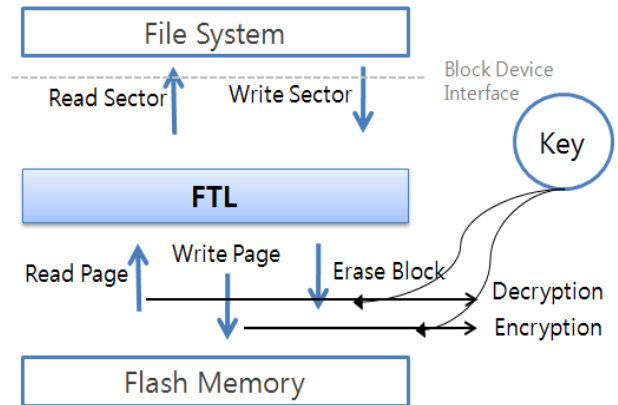 File System
Block Device
Interface
Read Sector
Write Sector
Key
FTL
Write Page
Read Page
Erase Block
Decryption
Encryption
Flash Memory